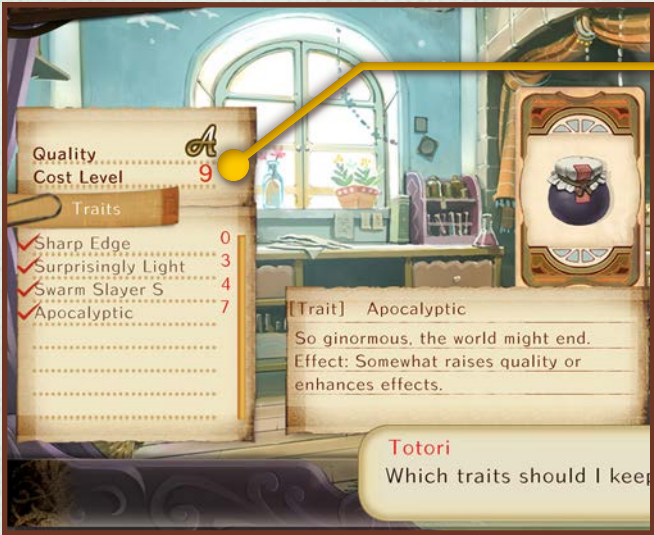 Quality A
Cost Level 9
Traits
Sharp Edge 0
Surprisingly Light 3
Swarm Slayer S 4
Apocalyptic 7
[Trait] Apocalyptic
So ginormous, the world might end.
Effect: Somewhat raises quality or
enhances effects.
Totori
Which traits should I keep